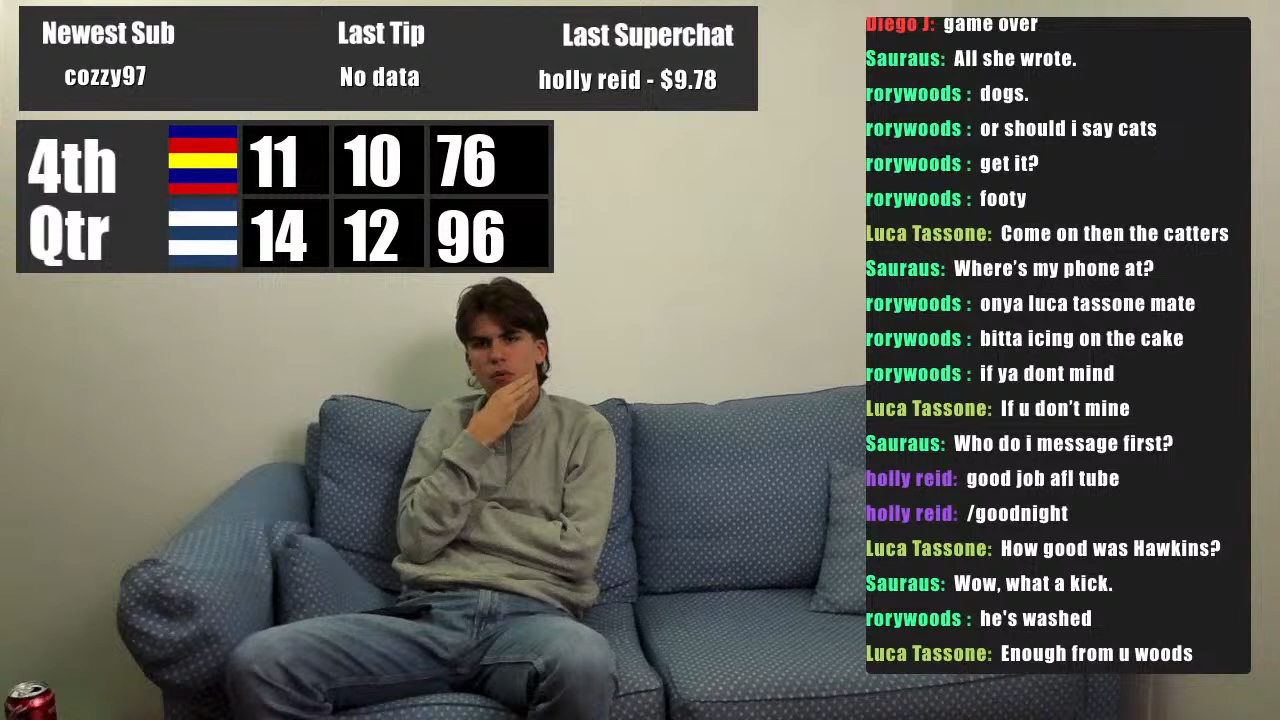 Newest Sub
cozzy97
Last Tip
No data
Last Superchat
holly reid - $9.78
4th
Qtr
11 10 76
14 12 96
Diego J: game over
Sauraus: All she wrote.
rorywoods : dogs.
rorywoods : or should i say cats
rorywoods : get it?
rorywoods : footy
Luca Tassone: Come on then the catters
Sauraus: Where's my phone at?
rorywoods : onya luca tassone mate
rorywoods : bitta icing on the cake
rorywoods : if ya dont mind
Luca Tassone: If u don't mine
Sauraus: Who do i message first?
holly reid: good job afl tube
holly reid: /goodnight
Luca Tassone: How good was Hawkins?
Sauraus: Wow, what a kick.
rorywoods : he's washed
Luca Tassone: Enough from u woods